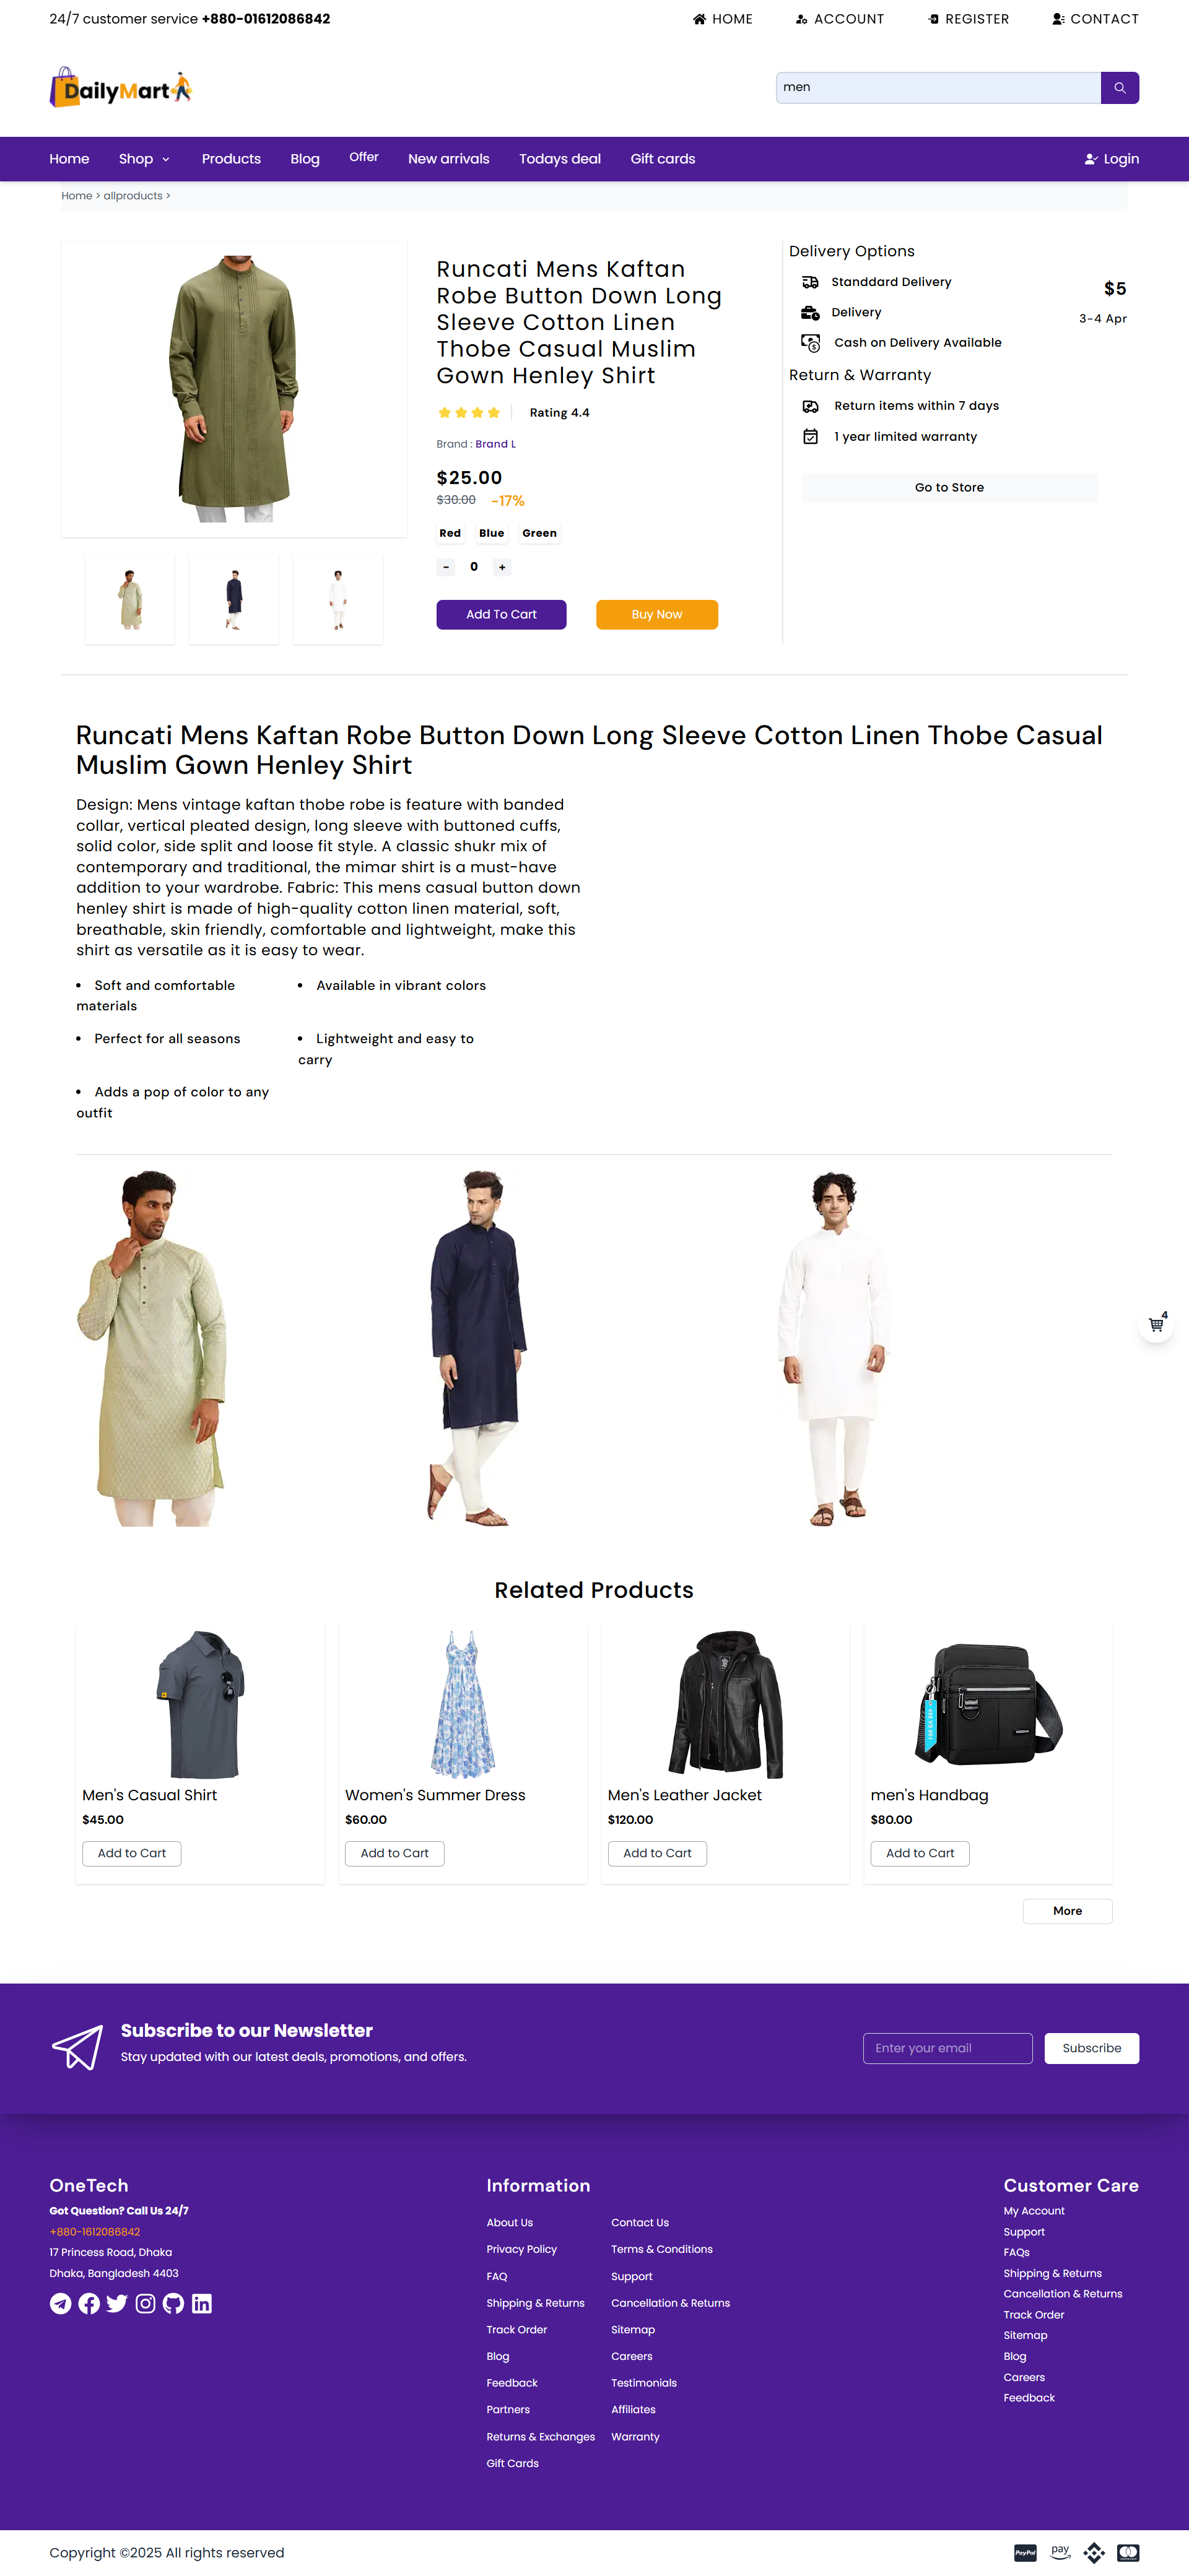 24/7 customer service +880-01612086842
HOME
ACCOUNT
REGISTER
CONTACT
DailyMart
men
Home
Shop
Products
Blog
Offer
New arrivals
Todays deal
Gift cards
Login
Home > allproducts >
Runcati Mens Kaftan
Robe Button Down Long
Sleeve Cotton Linen
Thobe Casual Muslim
Gown Henley Shirt
Rating 4.4
Brand : Brand L
$25.00
$30.00 -17%
Red Blue Green
- 0 +
Add To Cart
Buy Now
Delivery Options
Standdard Delivery
$5
Delivery
3-4 Apr
Cash on Delivery Available
Return & Warranty
Return items within 7 days
1 year limited warranty
Go to Store
Runcati Mens Kaftan Robe Button Down Long Sleeve Cotton Linen Thobe Casual
Muslim Gown Henley Shirt
Design: Mens vintage kaftan thobe robe is feature with banded
collar, vertical pleated design, long sleeve with buttoned cuffs,
solid color, side split and loose fit style. A classic shukr mix of
contemporary and traditional, the mimar shirt is a must-have
addition to your wardrobe. Fabric: This mens casual button down
henley shirt is made of high-quality cotton linen material, soft,
breathable, skin friendly, comfortable and lightweight, make this
shirt as versatile as it is easy to wear.
• Soft and comfortable
materials
• Available in vibrant colors
• Perfect for all seasons
• Lightweight and easy to
carry
• Adds a pop of color to any
outfit
4
Related Products
Men's Casual Shirt
$45.00
Add to Cart
Women's Summer Dress
$60.00
Add to Cart
Men's Leather Jacket
$120.00
Add to Cart
men's Handbag
$80.00
Add to Cart
More
Subscribe to our Newsletter
Stay updated with our latest deals, promotions, and offers.
Enter your email
Subscribe
OneTech
Got Question? Call Us 24/7
+880-1612086842
17 Princess Road, Dhaka
Dhaka, Bangladesh 4403
Information
About Us
Contact Us
Privacy Policy
Terms & Conditions
FAQ
Support
Shipping & Returns
Cancellation & Returns
Track Order
Sitemap
Blog
Careers
Feedback
Testimonials
Partners
Affiliates
Returns & Exchanges
Warranty
Gift Cards
Customer Care
My Account
Support
FAQs
Shipping & Returns
Cancellation & Returns
Track Order
Sitemap
Blog
Careers
Feedback
Copyright ©2025 All rights reserved
PayPal
pay